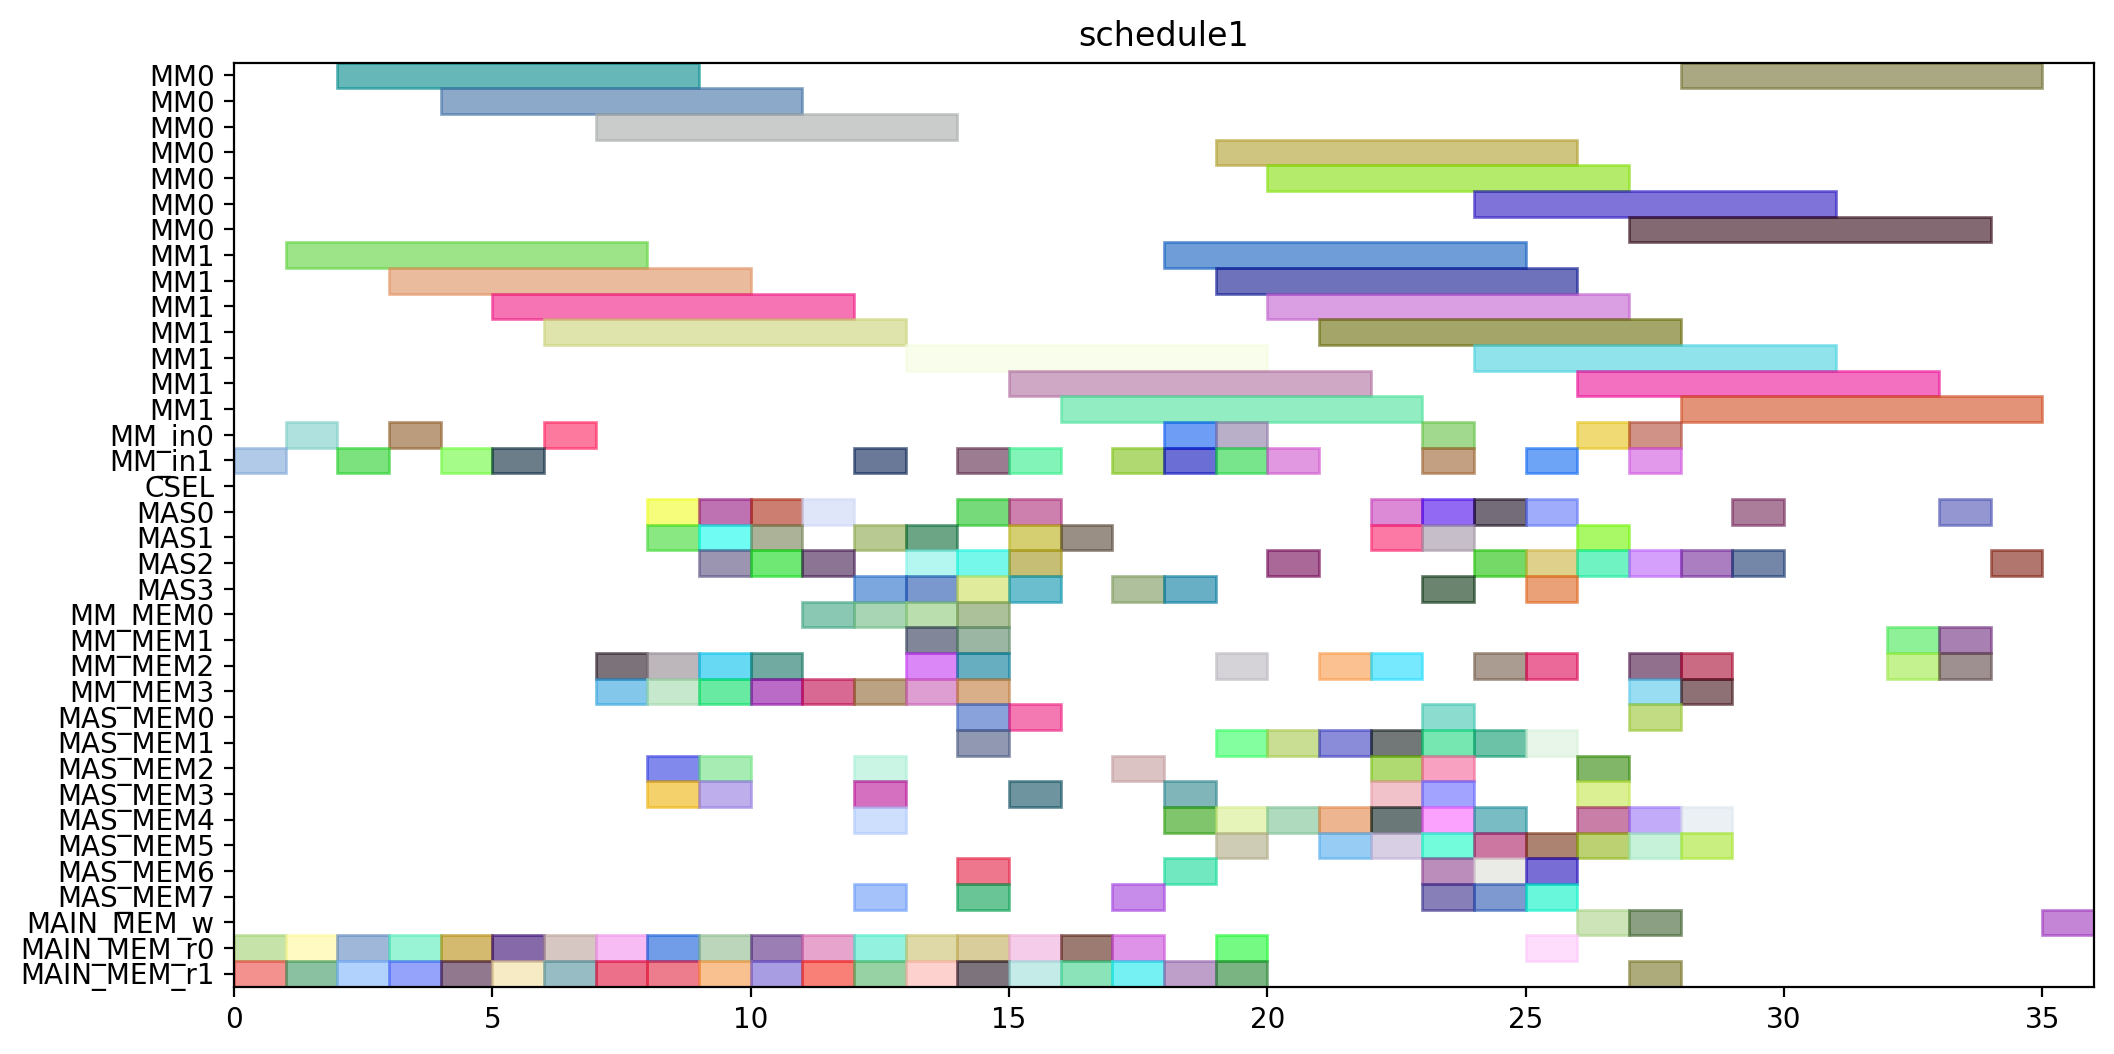 schedule1
MM0
MM0
MM0
MM0
MM0
MM0
MM0
MM1
MM1
MM1
MM1
MM1
MM1
MM1
MM_in0
MM_in1
CSEL
MAS0
MAS1
MAS2
MAS3
MM_MEM0
MM_MEM1
MM_MEM2
MM_MEM3
MAS_MEM0
MAS_MEM1
MAS_MEM2
MAS_MEM3
MAS_MEM4
MAS_MEM5
MAS_MEM6
MAS_MEM7
MAIN_MEM_w
MAIN_MEM_r0
MAIN_MEM_r1
0 5 10 15 20 25 30 35